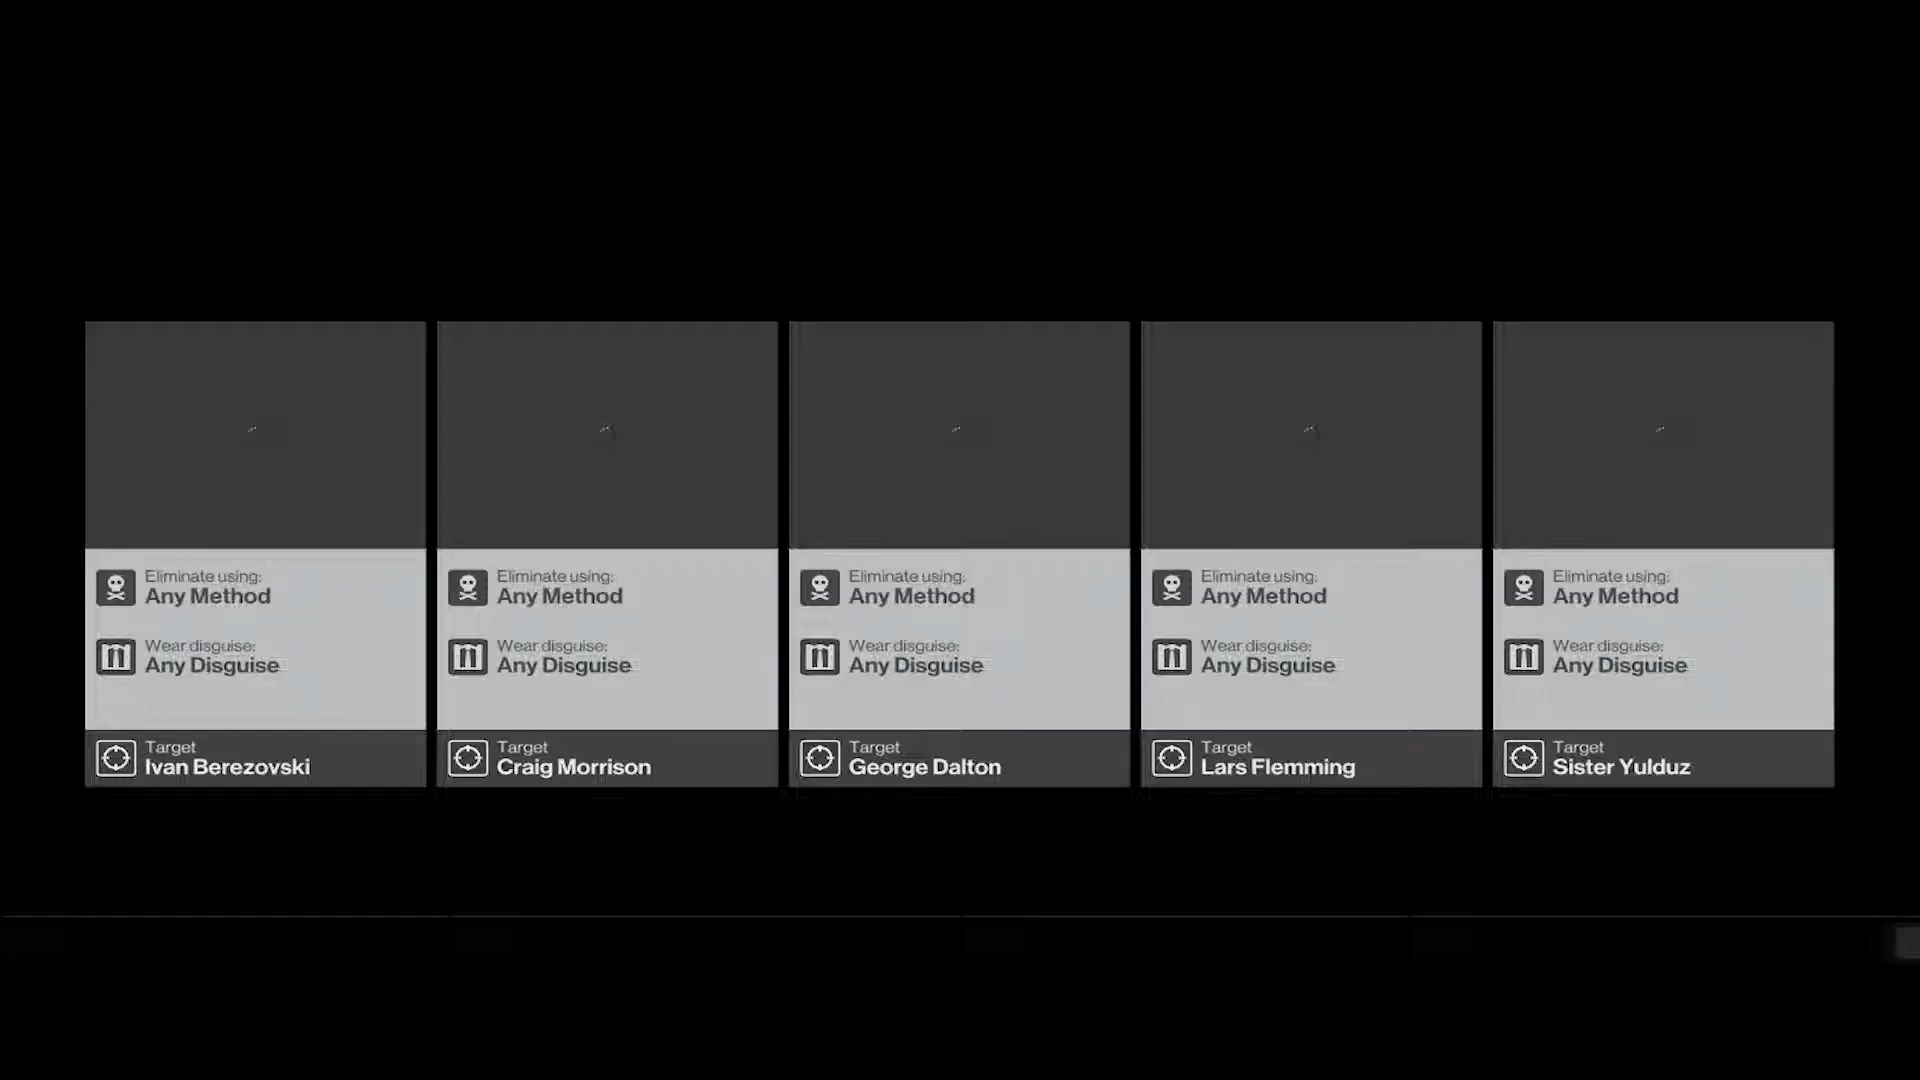 Eliminate using:
Any Method
Wear disguise:
Any Disguise
Target
Ivan Berezovski
Eliminate using:
Any Method
Wear disguise:
Any Disguise
Target
Craig Morrison
Eliminate using:
Any Method
Wear disguise:
Any Disguise
Target
George Dalton
Eliminate using:
Any Method
Wear disguise:
Any Disguise
Target
Lars Flemming
Eliminate using:
Any Method
Wear disguise:
Any Disguise
Target
Sister Yulduz